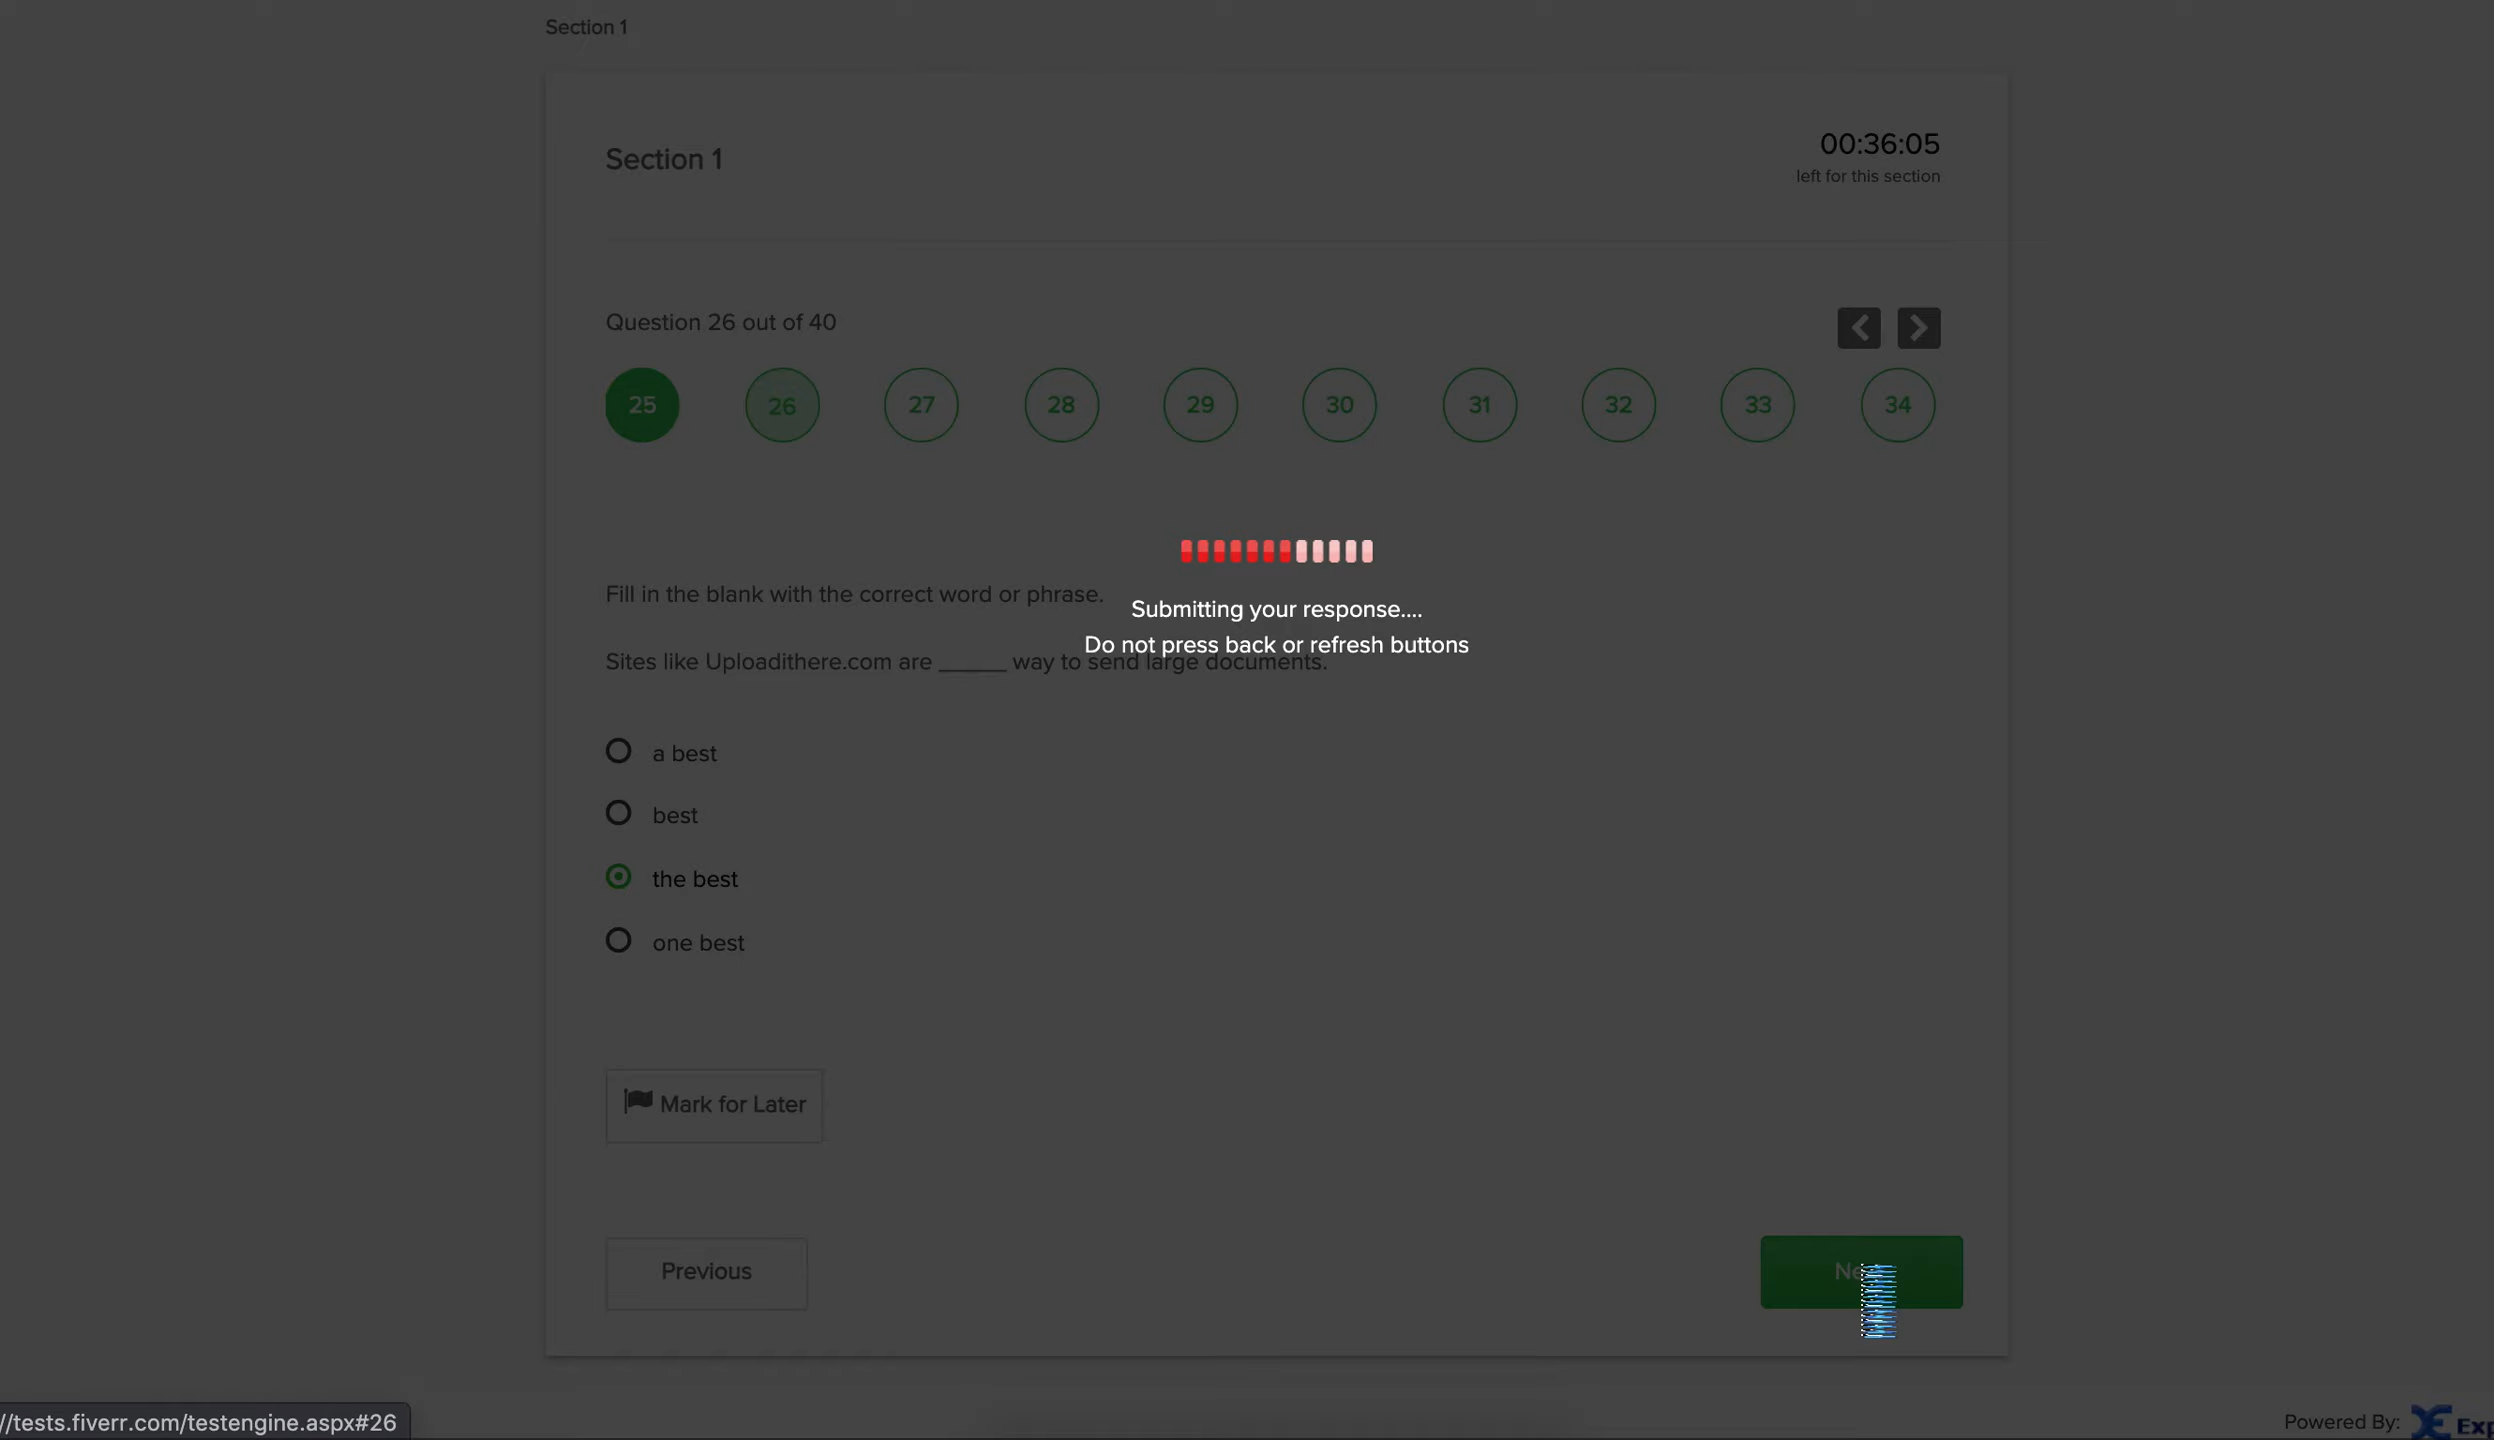 Section 1
Section 1
00:36:05
left for this section
Question 26 out of 40
25 26 27 28 29 30 31 32 33 34
Fill in the blank with the correct word or phrase.
Submitting your response....
Do not press back or refresh buttons
Sites like Uploadithere.com are ______ way to send large documents.
a best
best
the best
one best
Mark for Later
Previous
//tests.fiverr.com/testengine.aspx#26
Powered By: